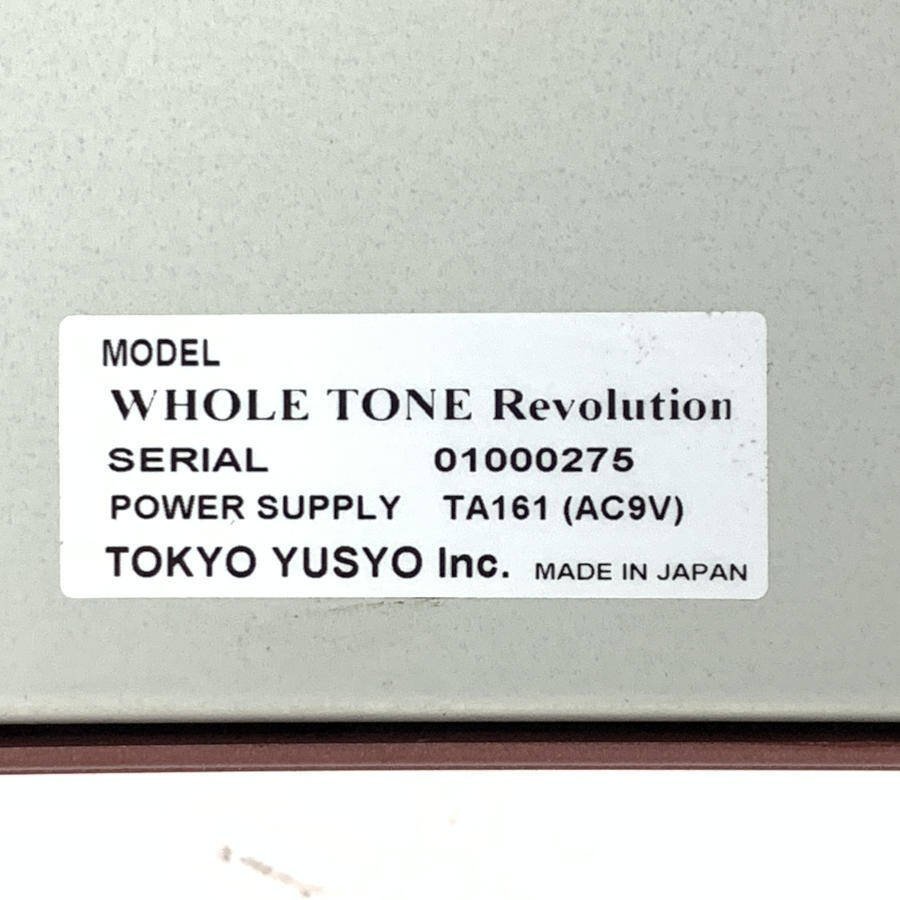 MODEL
WHOLE TONE Revolution
SERIAL 01000275
POWER SUPPLY TA161 (AC9V)
TOKYO YUSYO Inc. MADE IN JAPAN